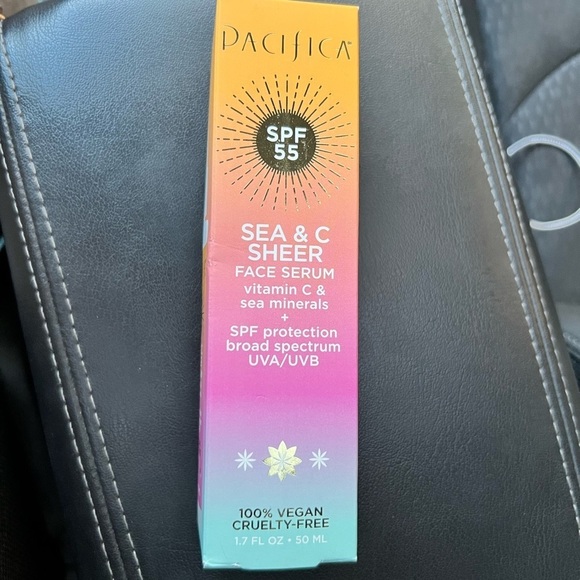 PACIFICA
SPF
55
SEA & C
SHEER
FACE SERUM
vitamin C &
sea minerals
+
SPF protection
broad spectrum
UVA/UVB
100% VEGAN
CRUELTY-FREE
1.7 FL OZ • 50 ML